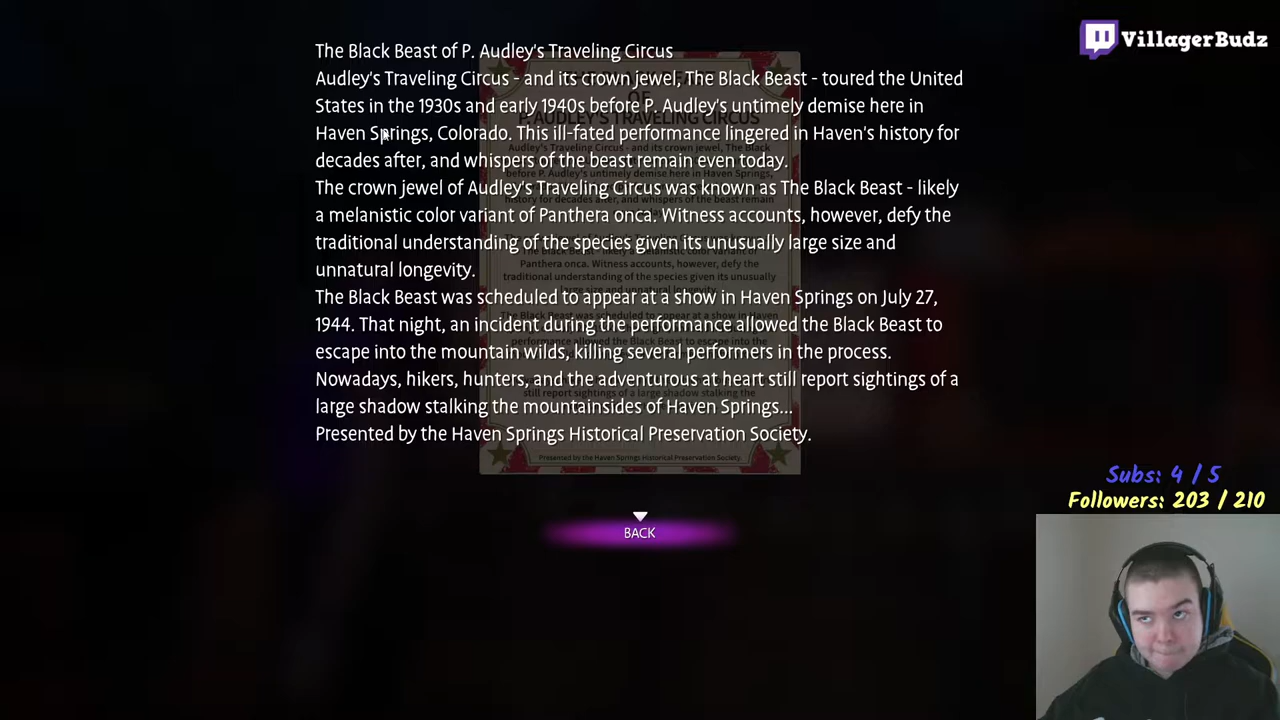 VillagerBudz
The Black Beast of P. Audley's Traveling Circus
Audley's Traveling Circus - and its crown jewel, The Black Beast - toured the United
States in the 1930s and early 1940s before P. Audley's untimely demise here in
Haven Springs, Colorado. This ill-fated performance lingered in Haven's history for
decades after, and whispers of the beast remain even today.
The crown jewel of Audley's Traveling Circus was known as The Black Beast - likely
a melanistic color variant of Panthera onca. Witness accounts, however, defy the
traditional understanding of the species given its unusually large size and
unnatural longevity.
The Black Beast was scheduled to appear at a show in Haven Springs on July 27,
1944. That night, an incident during the performance allowed the Black Beast to
escape into the mountain wilds, killing several performers in the process.
Nowadays, hikers, hunters, and the adventurous at heart still report sightings of a
large shadow stalking the mountainsides of Haven Springs...
Presented by the Haven Springs Historical Preservation Society.
Presented by the Haven Springs Historical Preservation Society.
Subs: 4 / 5
Followers: 203 / 210
BACK